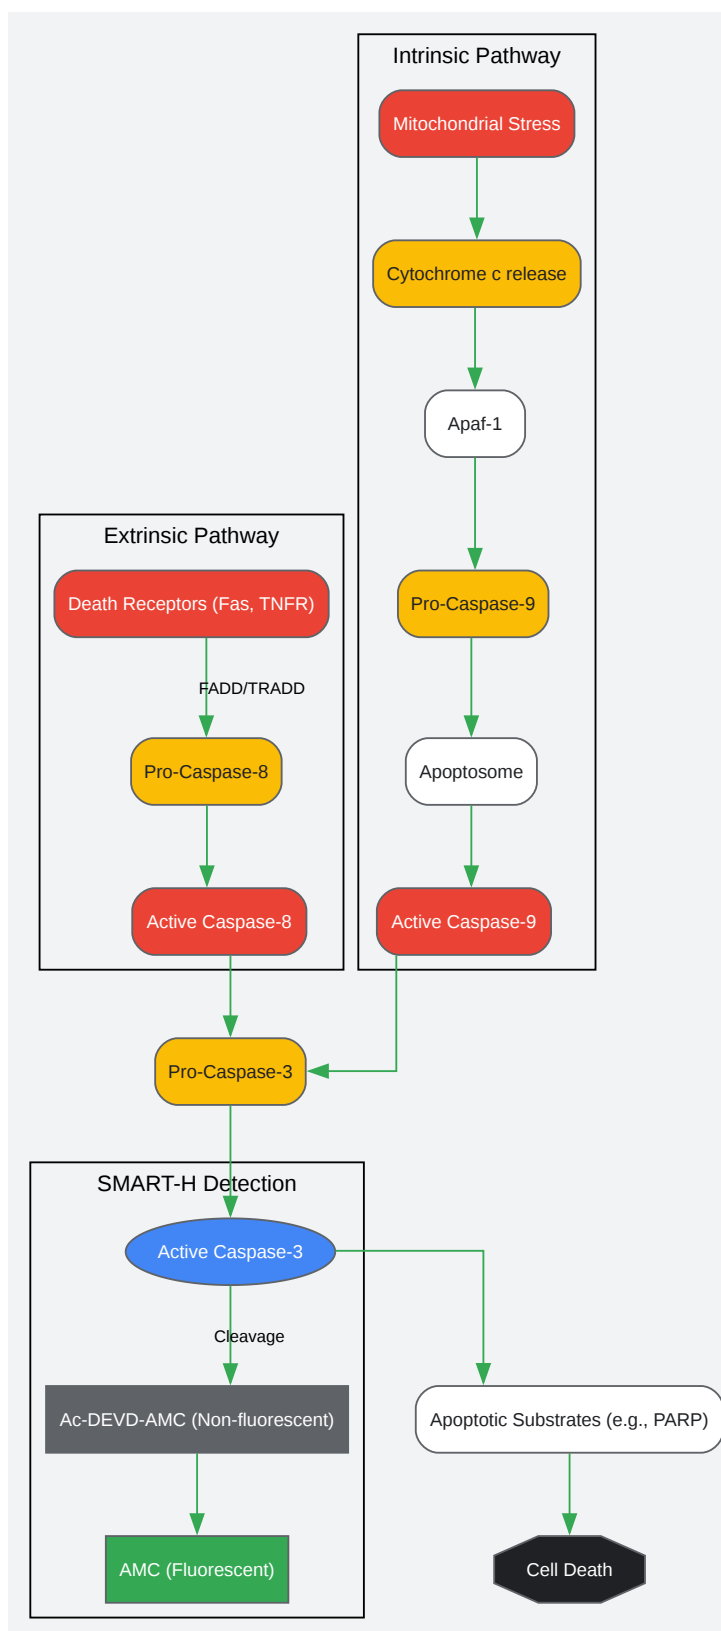 Intrinsic Pathway
Mitochondrial Stress
Cytochrome c release
Apaf-1
Pro-Caspase-9
Apoptosome
Active Caspase-9
Extrinsic Pathway
Death Receptors (Fas, TNFR)
FADD/TRADD
Pro-Caspase-8
Active Caspase-8
Pro-Caspase-3
SMART-H Detection
Active Caspase-3
Cleavage
Ac-DEVD-AMC (Non-fluorescent)
AMC (Fluorescent)
Apoptotic Substrates (e.g., PARP)
Cell Death